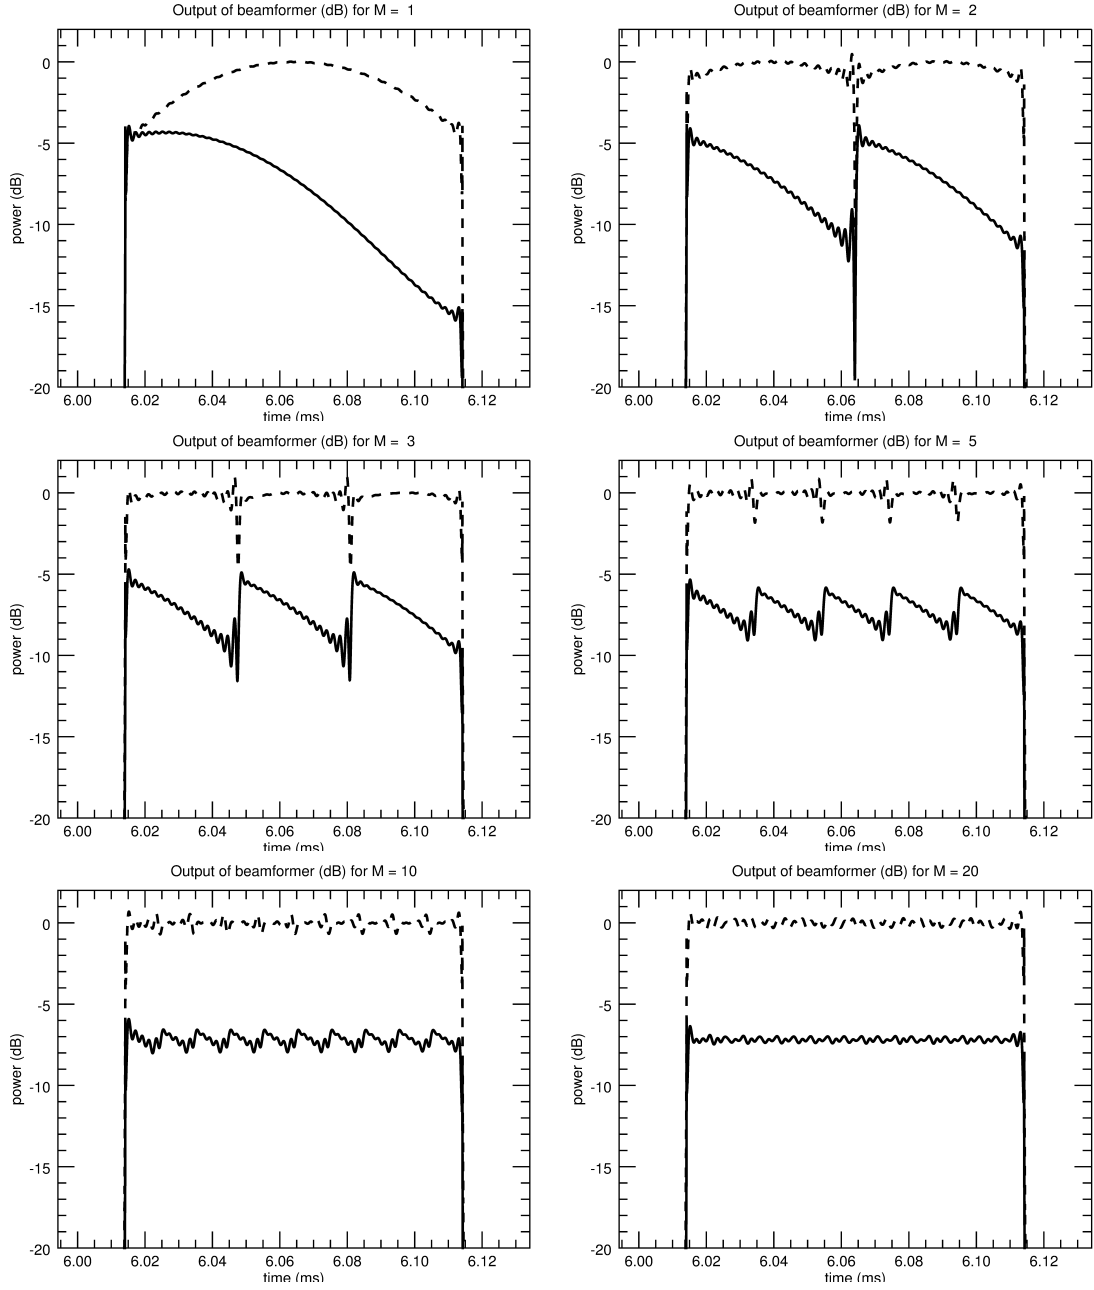 Output of beamformer (dB) for M = 1
Output of beamformer (dB) for M = 2
0
-5
-10
-15
-20
power (dB)
6.00 6.02 6.04 6.06 6.08 6.10 6.12
time (ms)
0
-5
-10
-15
-20
power (dB)
6.00 6.02 6.04 6.06 6.08 6.10 6.12
time (ms)
Output of beamformer (dB) for M = 3
Output of beamformer (dB) for M = 5
0
-5
-10
-15
-20
power (dB)
6.00 6.02 6.04 6.06 6.08 6.10 6.12
time (ms)
0
-5
-10
-15
-20
power (dB)
6.00 6.02 6.04 6.06 6.08 6.10 6.12
time (ms)
Output of beamformer (dB) for M = 10
Output of beamformer (dB) for M = 20
0
-5
-10
-15
-20
power (dB)
6.00 6.02 6.04 6.06 6.08 6.10 6.12
time (ms)
0
-5
-10
-15
-20
power (dB)
6.00 6.02 6.04 6.06 6.08 6.10 6.12
time (ms)